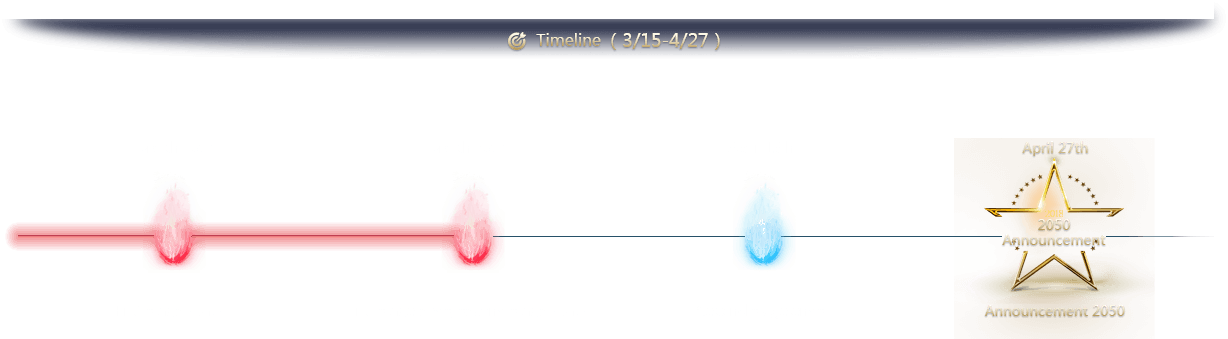 Timeline ( 3/15-4/27 )
April 27th
2050
Announcement
Announcement 2050